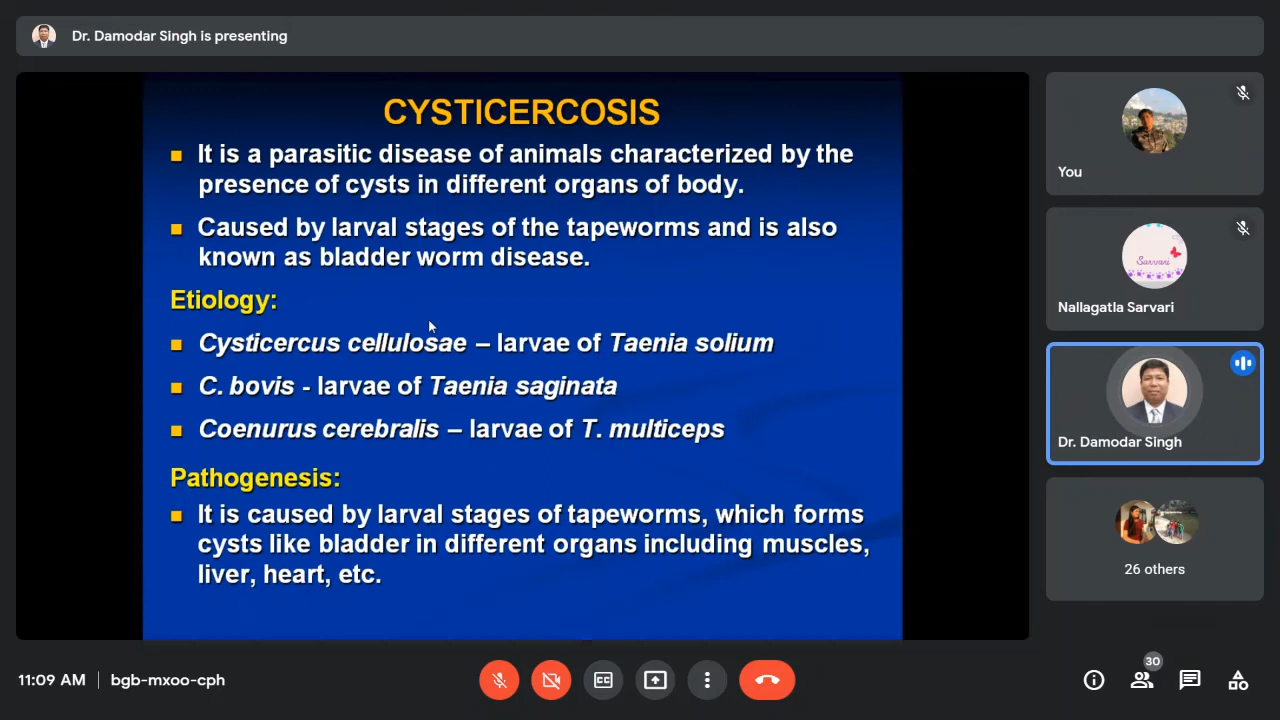 Dr. Damodar Singh is presenting
CYSTICERCOSIS
It is a parasitic disease of animals characterized by the
presence of cysts in different organs of body.
Caused by larval stages of the tapeworms and is also
known as bladder worm disease.
Etiology:
Cysticercus cellulosae – larvae of Taenia solium
C. bovis - larvae of Taenia saginata
Coenurus cerebralis – larvae of T. multiceps
Pathogenesis:
It is caused by larval stages of tapeworms, which forms
cysts like bladder in different organs including muscles,
liver, heart, etc.
You
Sarvari
Nallagatla Sarvari
Dr. Damodar Singh
26 others
11:09 AM | bgb-mxoo-cph
CC
30